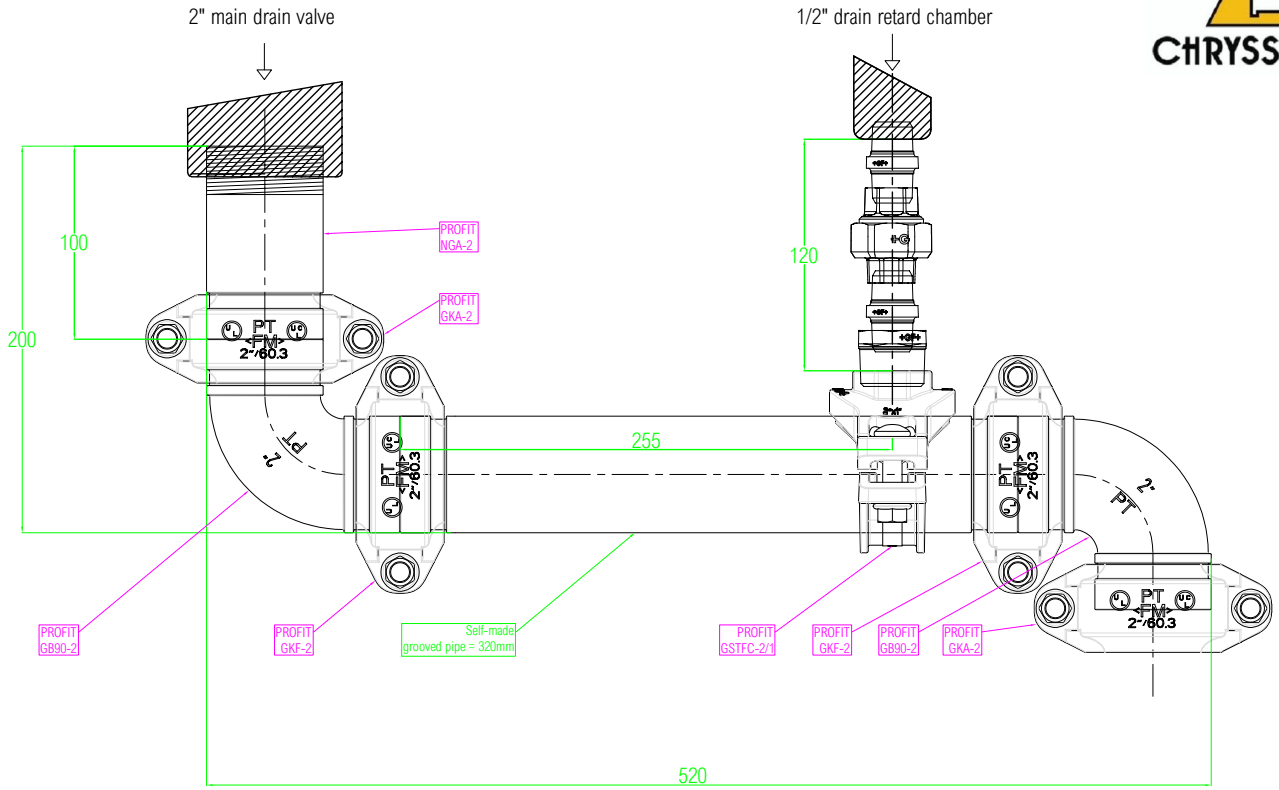 2" main drain valve
1/2" drain retard chamber
CHRYSS
+GF+
100
PROFIT
NGA-2
120
+G
200
PROFIT
GKA-2
U L
PT
U C L
<FM>
2"/60.3
+GF+
+GF+
2"
PT
U C L
PT
<FM>
2"/60.3
U L
255
U C L
PT
<FM>
2"/60.3
U L
2"
PT
U L
PT
U C L
<FM>
2"/60.3
PROFIT
GB90-2
PROFIT
GKF-2
Self-made
grooved pipe = 320mm
PROFIT
GSTFC-2/1
PROFIT
GKF-2
PROFIT
GB90-2
PROFIT
GKA-2
520